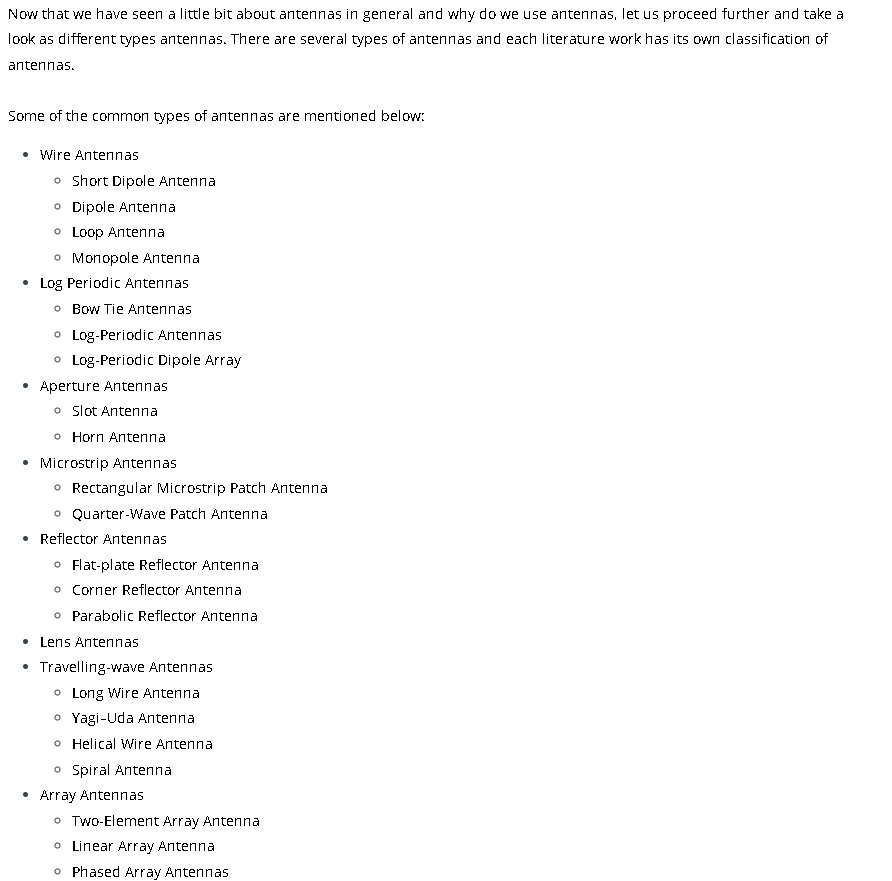 Now that we have seen a little bit about antennas in general and why do we use antennas, let us proceed further and take a
look as different types antennas. There are several types of antennas and each literature work has its own classification of
antennas.
Some of the common types of antennas are mentioned below:
Wire Antennas
Short Dipole Antenna
Dipole Antenna
Loop Antenna
Monopole Antenna
Log Periodic Antennas
Bow Tie Antennas
Log-Periodic Antennas
Log-Periodic Dipole Array
Aperture Antennas
Slot Antenna
Horn Antenna
Microstrip Antennas
Rectangular Microstrip Patch Antenna
Quarter-Wave Patch Antenna
Reflector Antennas
Flat-plate Reflector Antenna
Corner Reflector Antenna
Parabolic Reflector Antenna
Lens Antennas
Travelling-wave Antennas
Long Wire Antenna
Yagi–Uda Antenna
Helical Wire Antenna
Spiral Antenna
Array Antennas
Two-Element Array Antenna
Linear Array Antenna
Phased Array Antennas